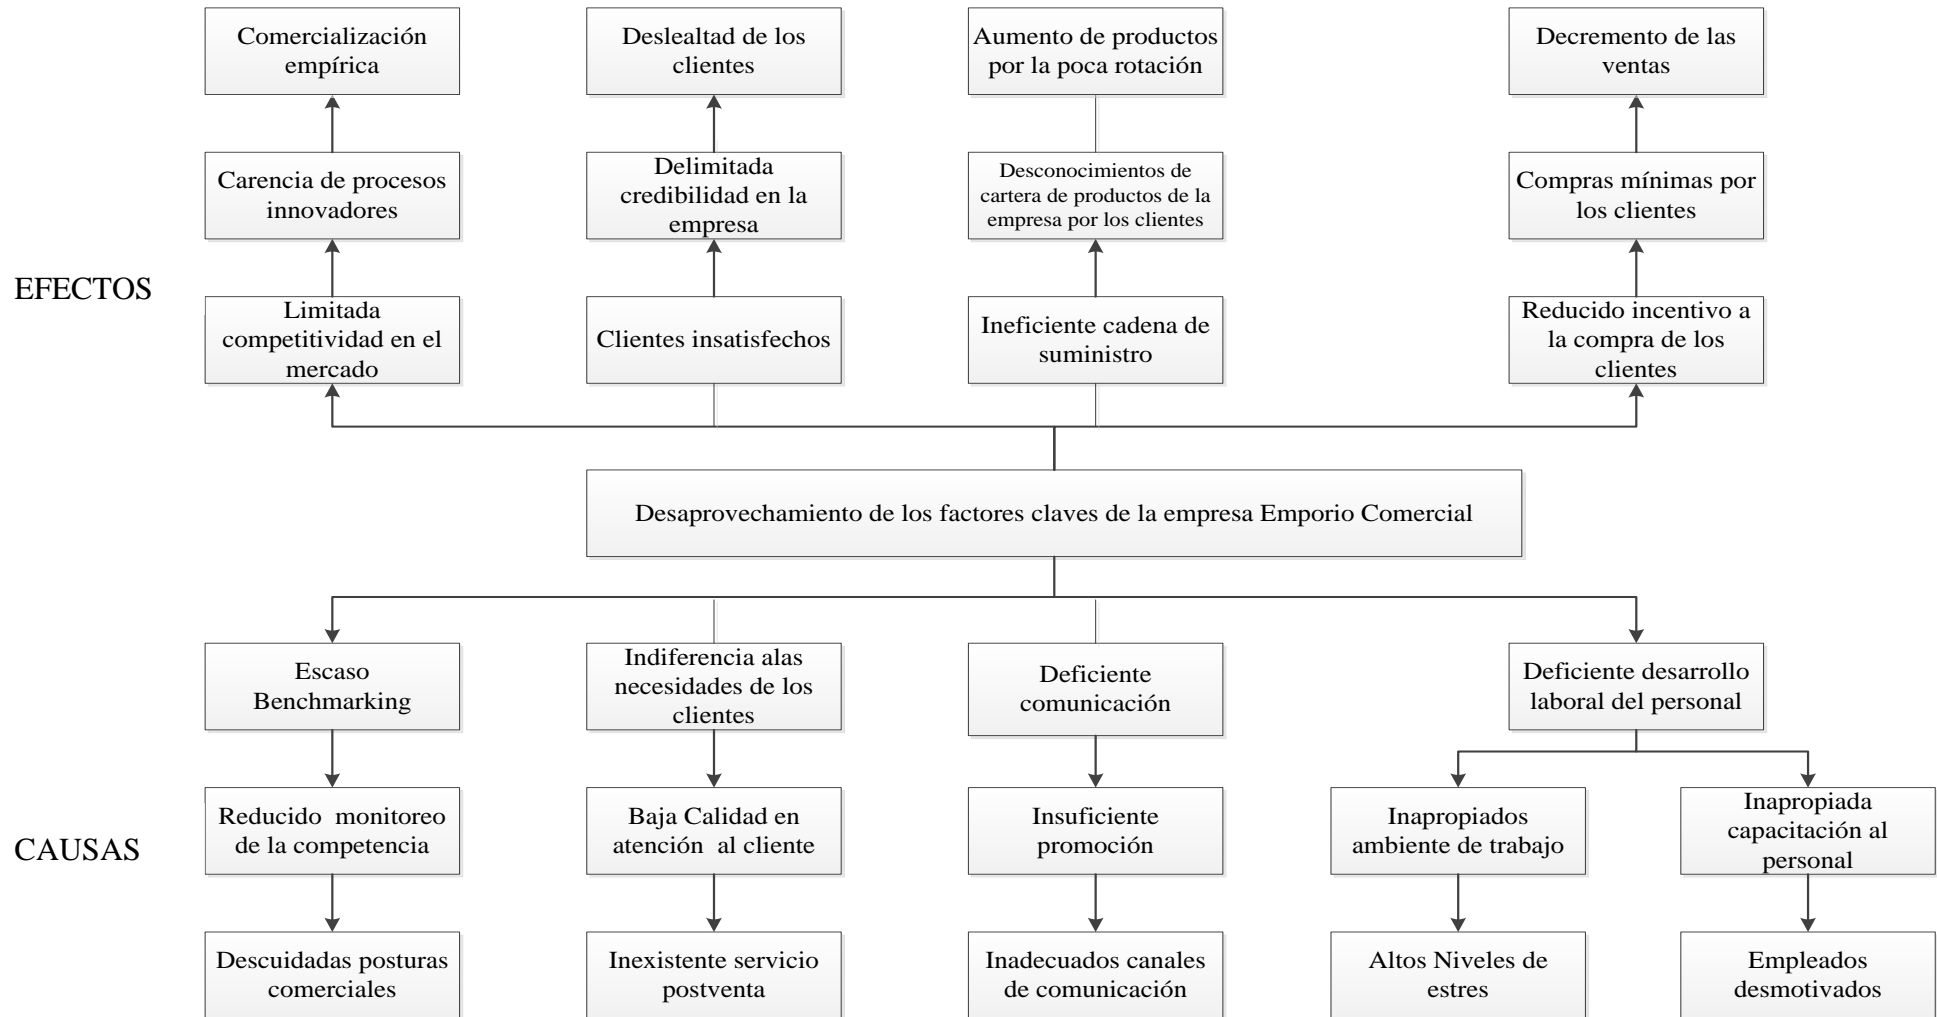 Comercialización
empírica
Deslealtad de los
clientes
Aumento de productos
por la poca rotación
Decremento de las
ventas
Carencia de procesos
innovadores
Delimitada
credibilidad en la
empresa
Desconocimientos de
cartera de productos de la
empresa por los clientes
Compras mínimas por
los clientes
EFECTOS
Limitada
competitividad en el
mercado
Clientes insatisfechos
Ineficiente cadena de
suministro
Reducido incentivo a
la compra de los
clientes
Desaprovechamiento de los factores claves de la empresa Emporio Comercial
Escaso
Benchmarking
Indiferencia alas
necesidades de los
clientes
Deficiente
comunicación
Deficiente desarrollo
laboral del personal
CAUSAS
Reducido monitoreo
de la competencia
Baja Calidad en
atención al cliente
Insuficiente
promoción
Inapropiados
ambiente de trabajo
Inapropiada
capacitación al
personal
Descuidadas posturas
comerciales
Inexistente servicio
postventa
Inadecuados canales
de comunicación
Altos Niveles de
estres
Empleados
desmotivados